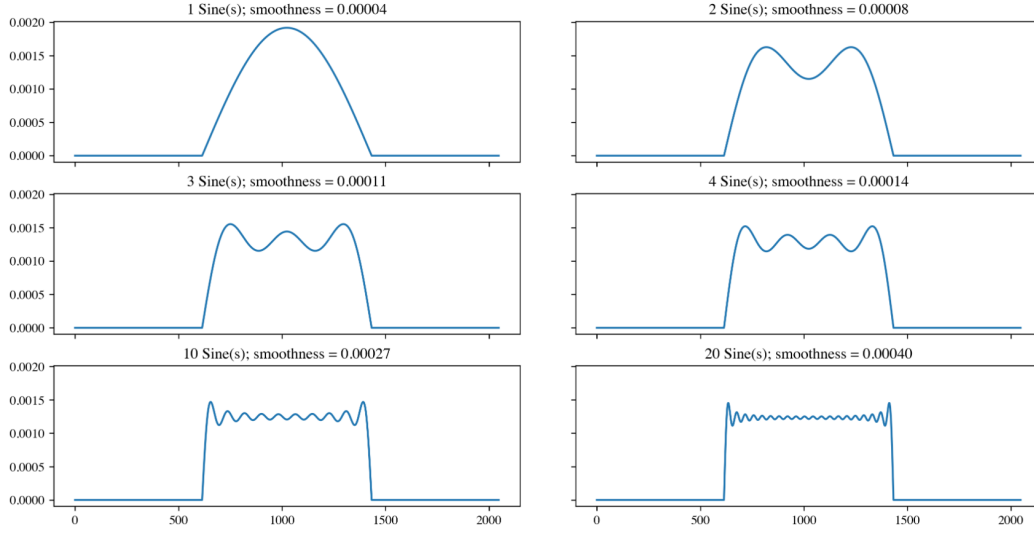 1 Sine(s); smoothness = 0.00004
2 Sine(s); smoothness = 0.00008
0.0020
0.0015
0.0010
0.0005
0.0000
3 Sine(s); smoothness = 0.00011
4 Sine(s); smoothness = 0.00014
0.0020
0.0015
0.0010
0.0005
0.0000
10 Sine(s); smoothness = 0.00027
20 Sine(s); smoothness = 0.00040
0.0020
0.0015
0.0010
0.0005
0.0000
0 500 1000 1500 2000
0 500 1000 1500 2000